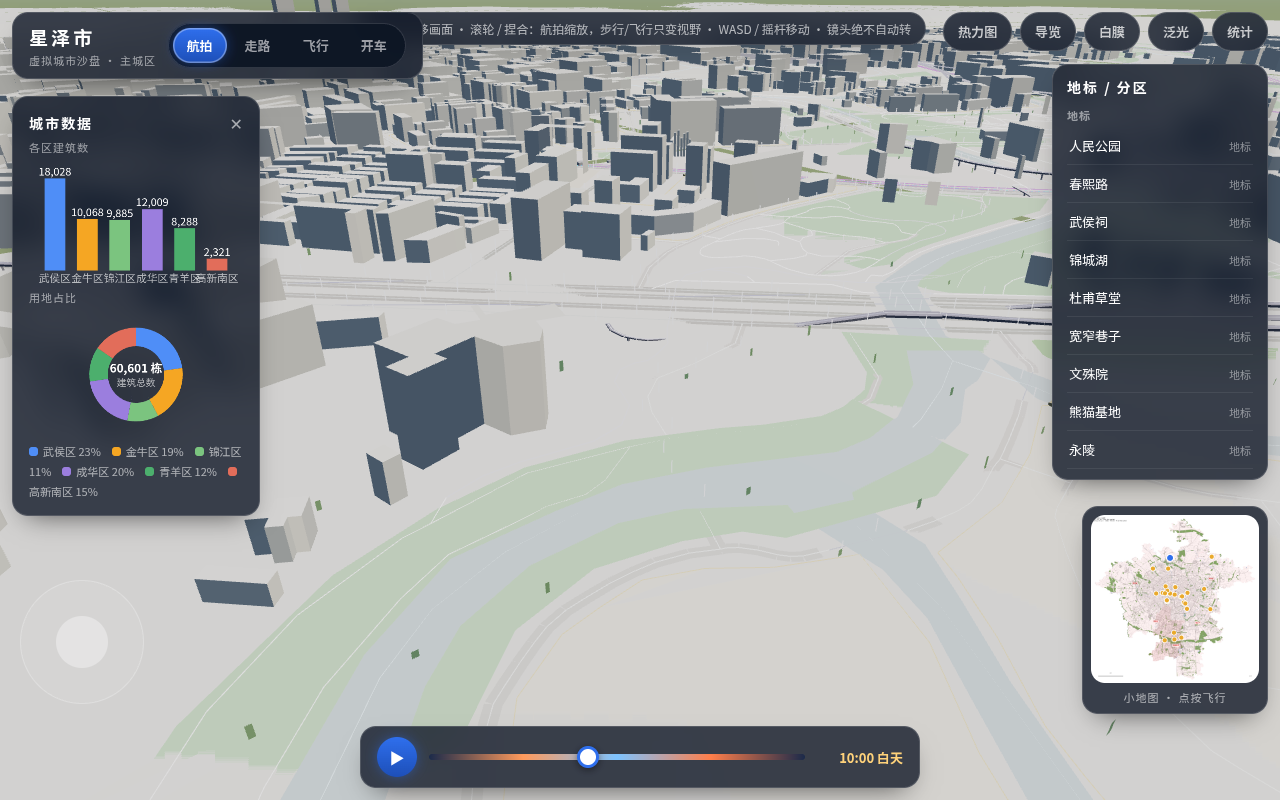 星泽市
虚拟城市沙盘 · 主城区
航拍 走路 飞行 开车
移画面 · 滚轮 / 捏合：航拍缩放，步行/飞行只变视野 · WASD / 摇杆移动 · 镜头绝不自动转
热力图 导览 白膜 泛光 统计
城市数据 ✕
各区建筑数
18,028
10,068
9,885
12,009
8,288
2,321
武侯区 金牛区 锦江区 成华区 青羊区 高新南区
用地占比
60,601 栋
建筑总数
武侯区 23% 金牛区 19% 锦江区
11% 成华区 20% 青羊区 12%
高新南区 15%
地标 / 分区
地标
人民公园 地标
春熙路 地标
武侯祠 地标
锦城湖 地标
杜甫草堂 地标
宽窄巷子 地标
文殊院 地标
熊猫基地 地标
永陵 地标
小地图 · 点按飞行
10:00 白天